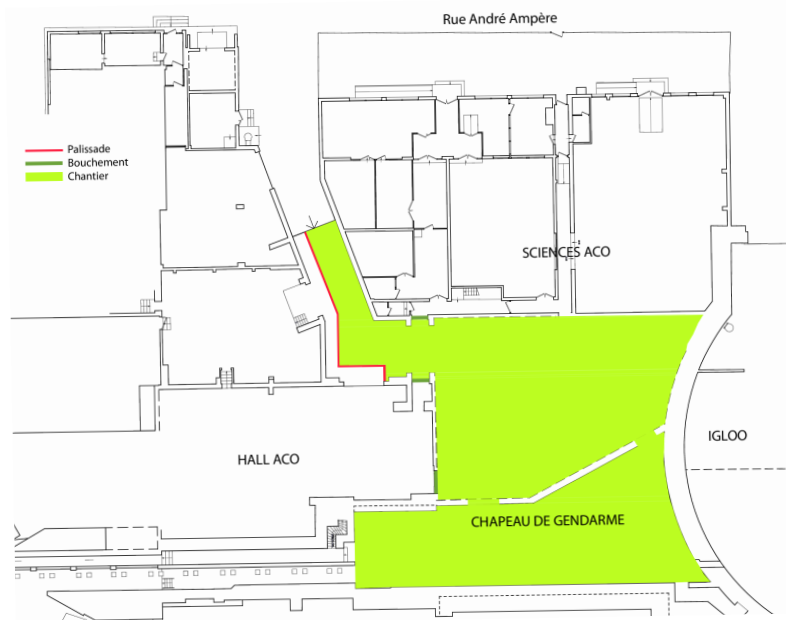 Rue André Ampère
Palissade
Bouchement
Chantier
SCIENCES ACO
IGLOO
HALL ACO
CHAPEAU DE GENDARME